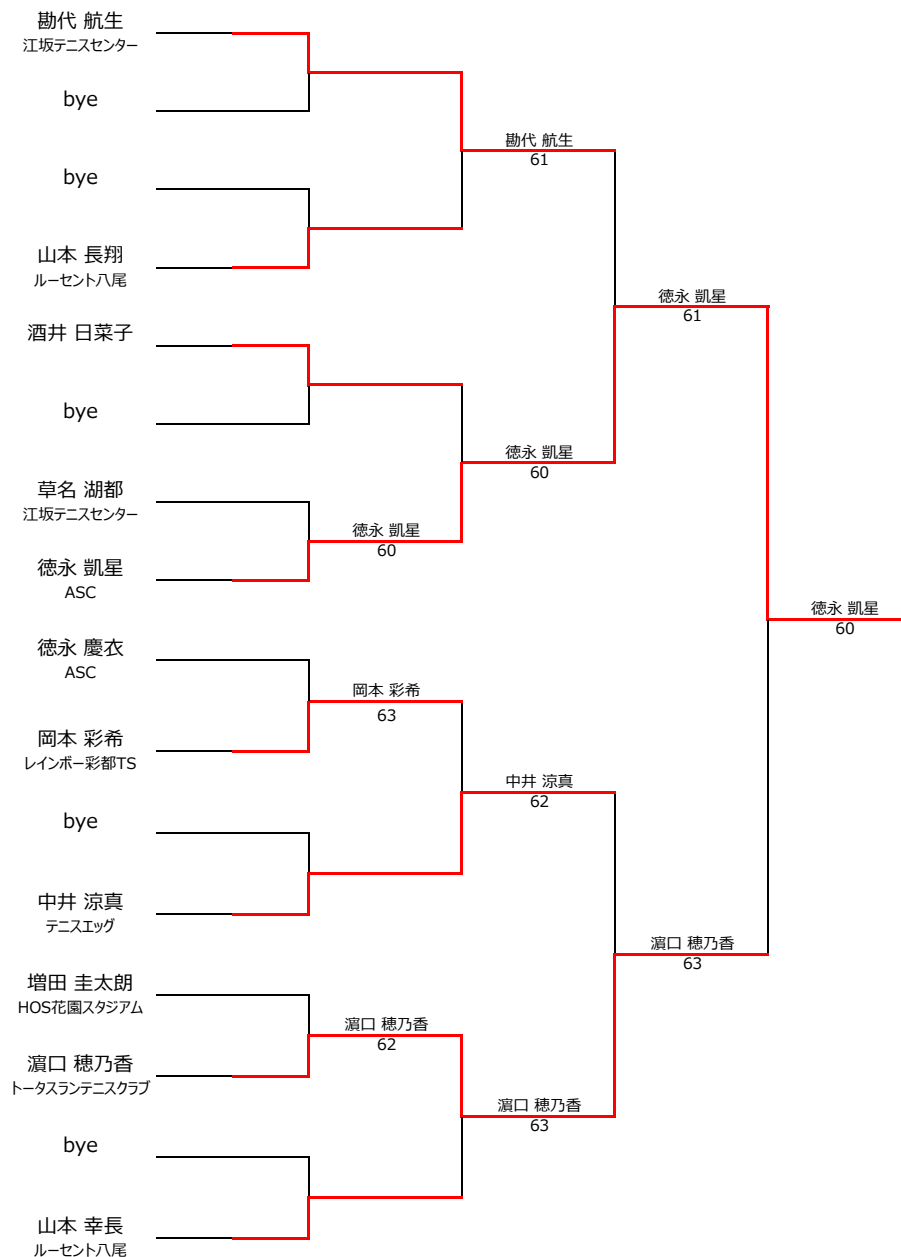 勘代 航生
江坂テニスセンター
bye
bye
山本 長翔
ルーセント八尾
酒井 日菜子
bye
草名 湖都
江坂テニスセンター
徳永 凱星
ASC
徳永 慶衣
ASC
岡本 彩希
レインボー彩都TS
bye
中井 涼真
テニスエッグ
増田 圭太朗
HOS花園スタジアム
濵口 穂乃香
トータスランテニスクラブ
bye
山本 幸長
ルーセント八尾
徳永 凱星
60
岡本 彩希
63
濵口 穂乃香
62
勘代 航生
61
徳永 凱星
60
中井 涼真
62
濵口 穂乃香
63
徳永 凱星
61
濵口 穂乃香
63
徳永 凱星
60